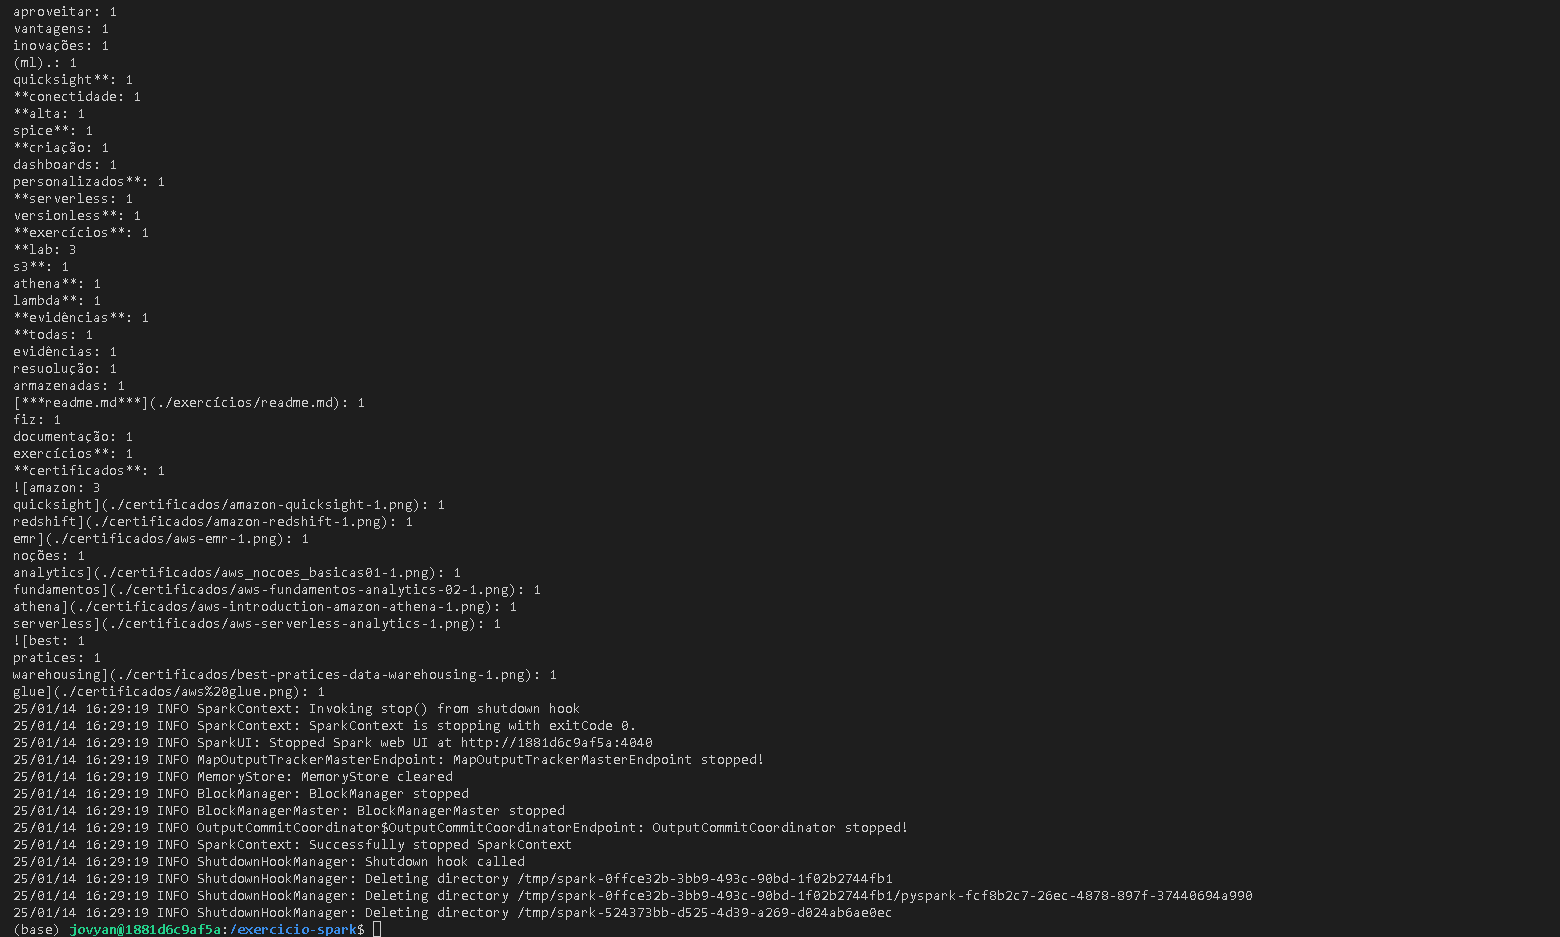 aproveitar: 1
vantagens: 1
inovações: 1
(ml).: 1
quicksight**: 1
**conectidade: 1
**alta: 1
spice**: 1
**criação: 1
dashboards: 1
personalizados**: 1
**serverless: 1
versionless**: 1
**exercícios**: 1
**lab: 3
s3**: 1
athena**: 1
lambda**: 1
**evidências**: 1
**todas: 1
evidências: 1
resuolução: 1
armazenadas: 1
[***readme.md***](./exercícios/readme.md): 1
fiz: 1
documentação: 1
exercícios**: 1
**certificados**: 1
![amazon: 3
quicksight](./certificados/amazon-quicksight-1.png): 1
redshift](./certificados/amazon-redshift-1.png): 1
emr](./certificados/aws-emr-1.png): 1
noções: 1
analytics](./certificados/aws_nocoes_basicas01-1.png): 1
fundamentos](./certificados/aws-fundamentos-analytics-02-1.png): 1
athena](./certificados/aws-introduction-amazon-athena-1.png): 1
serverless](./certificados/aws-serverless-analytics-1.png): 1
![best: 1
pratices: 1
warehousing](./certificados/best-pratices-data-warehousing-1.png): 1
glue](./certificados/aws%20glue.png): 1
25/01/14 16:29:19 INFO SparkContext: Invoking stop() from shutdown hook
25/01/14 16:29:19 INFO SparkContext: SparkContext is stopping with exitCode 0.
25/01/14 16:29:19 INFO SparkUI: Stopped Spark web UI at http://1881d6c9af5a:4040
25/01/14 16:29:19 INFO MapOutputTrackerMasterEndpoint: MapOutputTrackerMasterEndpoint stopped!
25/01/14 16:29:19 INFO MemoryStore: MemoryStore cleared
25/01/14 16:29:19 INFO BlockManager: BlockManager stopped
25/01/14 16:29:19 INFO BlockManagerMaster: BlockManagerMaster stopped
25/01/14 16:29:19 INFO OutputCommitCoordinator$OutputCommitCoordinatorEndpoint: OutputCommitCoordinator stopped!
25/01/14 16:29:19 INFO SparkContext: Successfully stopped SparkContext
25/01/14 16:29:19 INFO ShutdownHookManager: Shutdown hook called
25/01/14 16:29:19 INFO ShutdownHookManager: Deleting directory /tmp/spark-0ffce32b-3bb9-493c-90bd-1f02b2744fb1
25/01/14 16:29:19 INFO ShutdownHookManager: Deleting directory /tmp/spark-0ffce32b-3bb9-493c-90bd-1f02b2744fb1/pyspark-fcf8b2c7-26ec-4878-897f-37440694a990
25/01/14 16:29:19 INFO ShutdownHookManager: Deleting directory /tmp/spark-524373bb-d525-4d39-a269-d024ab6ae0ec
(base) jovyan@1881d6c9af5a:/exercicio-spark$